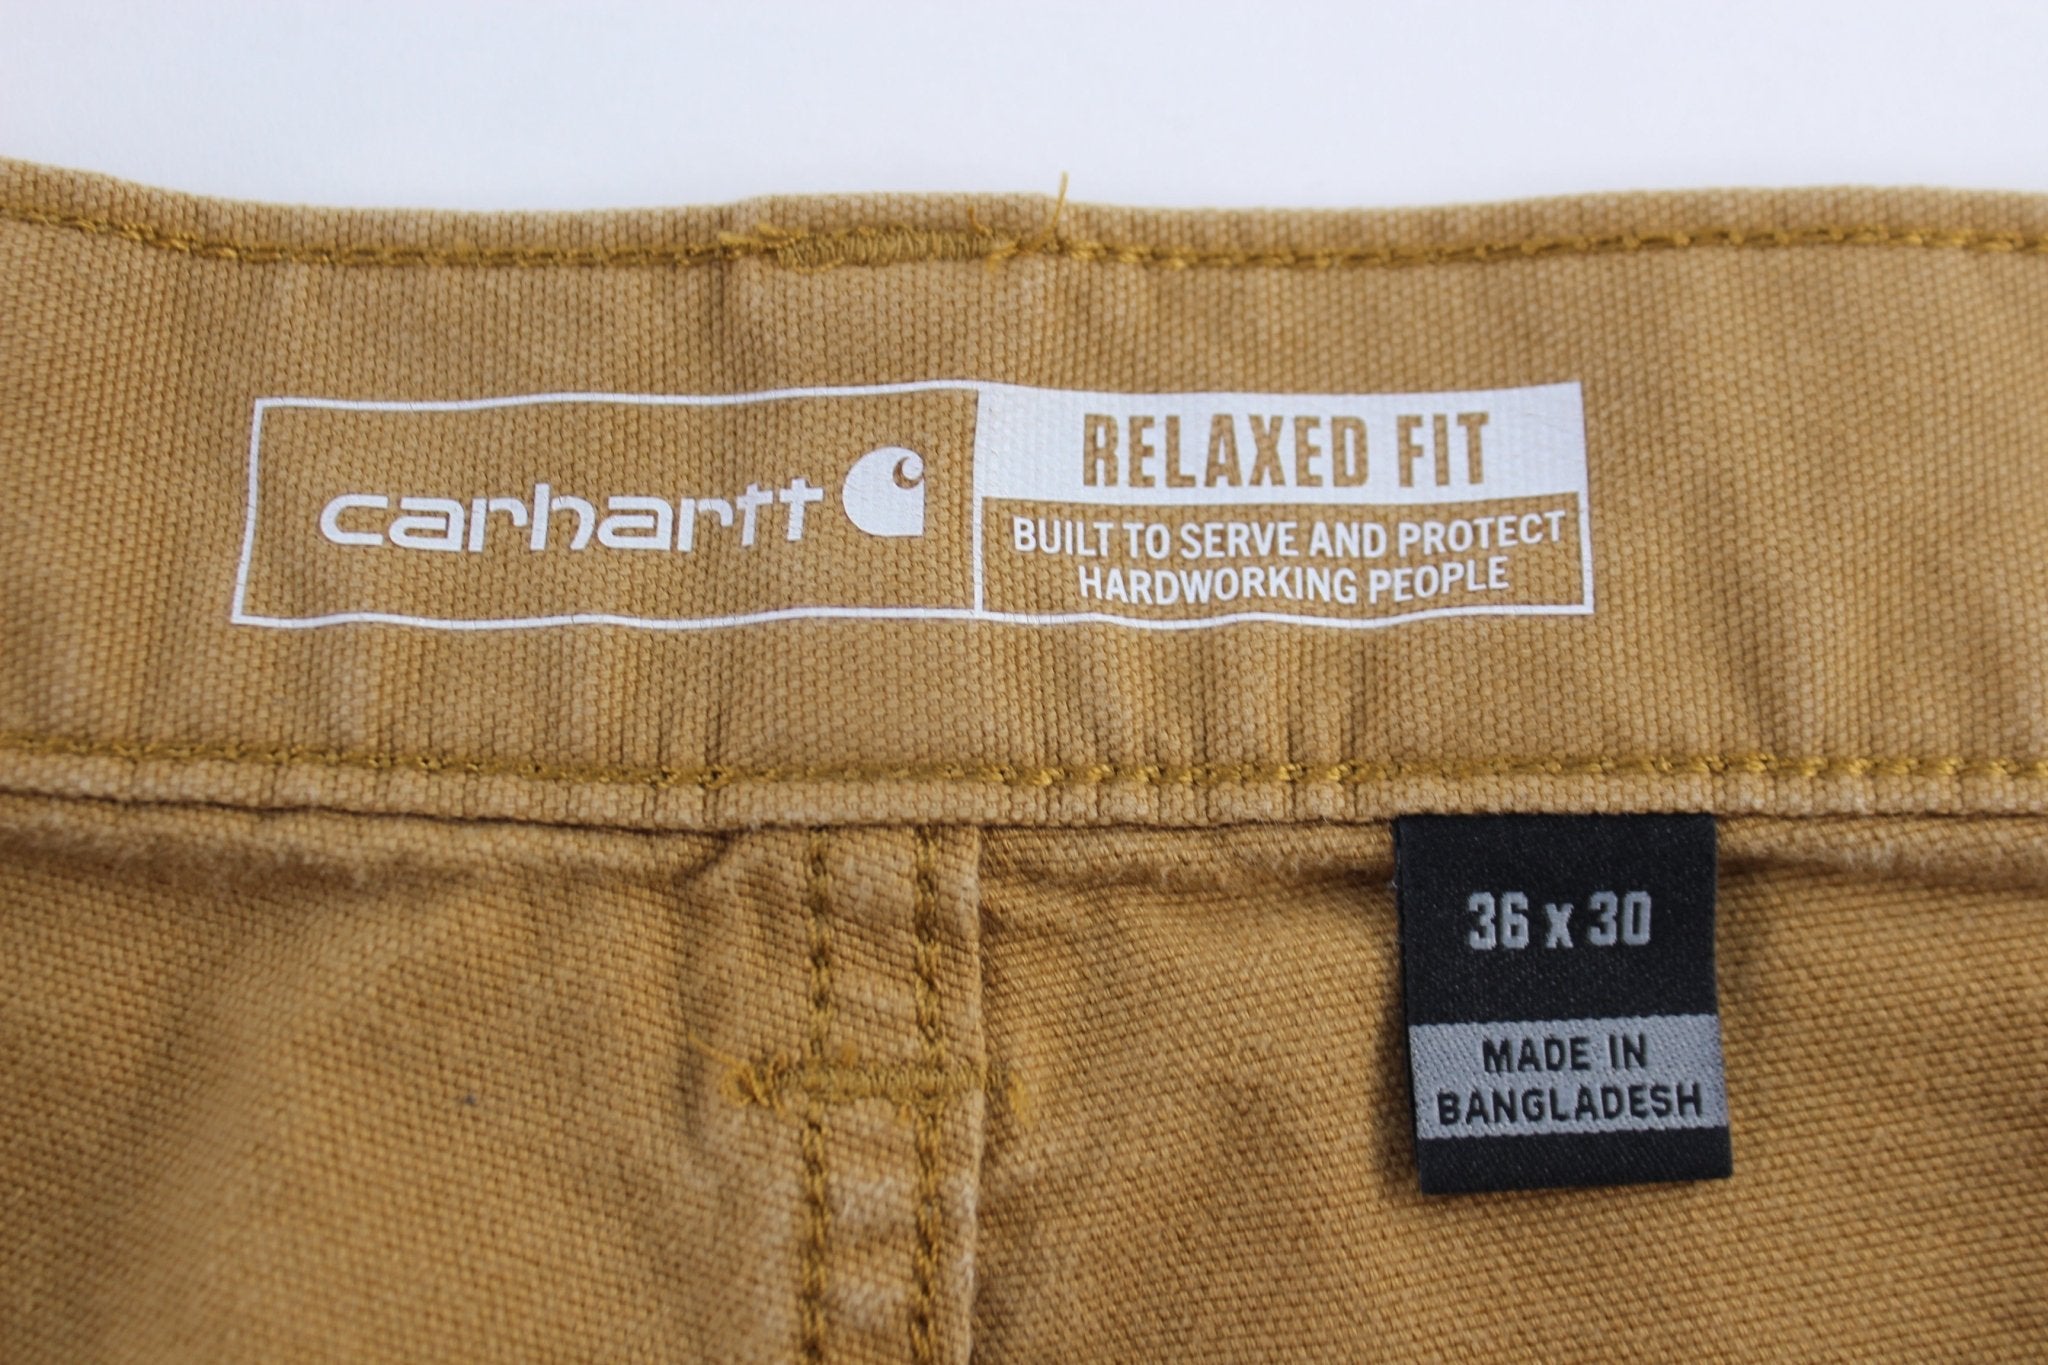 carhartt
RELAXED FIT
BUILT TO SERVE AND PROTECT
HARDWORKING PEOPLE
36 x 30
MADE IN
BANGLADESH